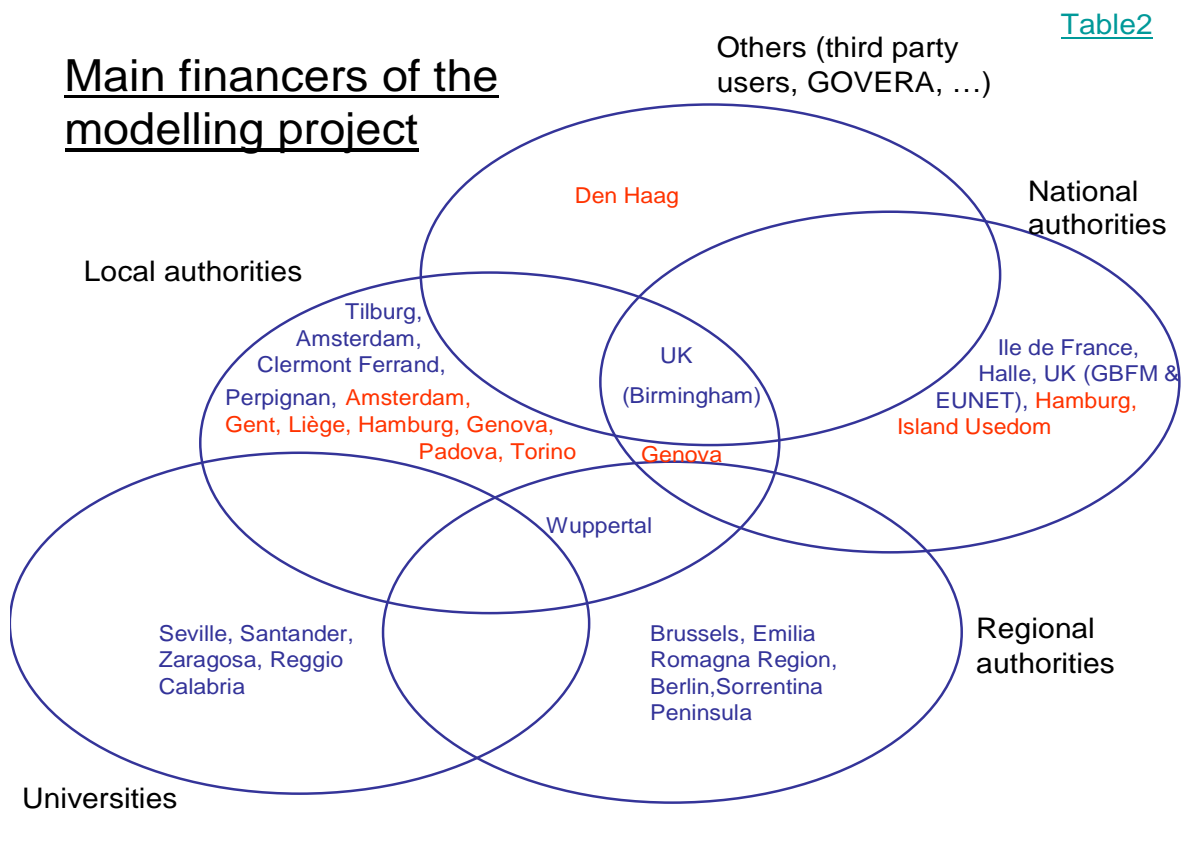 Table2
Main financers of the
modelling project
Others (third party
users, GOVERA, …)
Den Haag
National
authorities
Local authorities
Tilburg,
Amsterdam,
Clermont Ferrand,
Perpignan, Amsterdam,
Gent, Liège, Hamburg, Genova,
Padova, Torino
UK
(Birmingham)
Ile de France,
Halle, UK (GBFM &
EUNET), Hamburg,
Island Usedom
Genova
Wuppertal
Seville, Santander,
Zaragosa, Reggio
Calabria
Brussels, Emilia
Romagna Region,
Berlin,Sorrentina
Peninsula
Regional
authorities
Universities